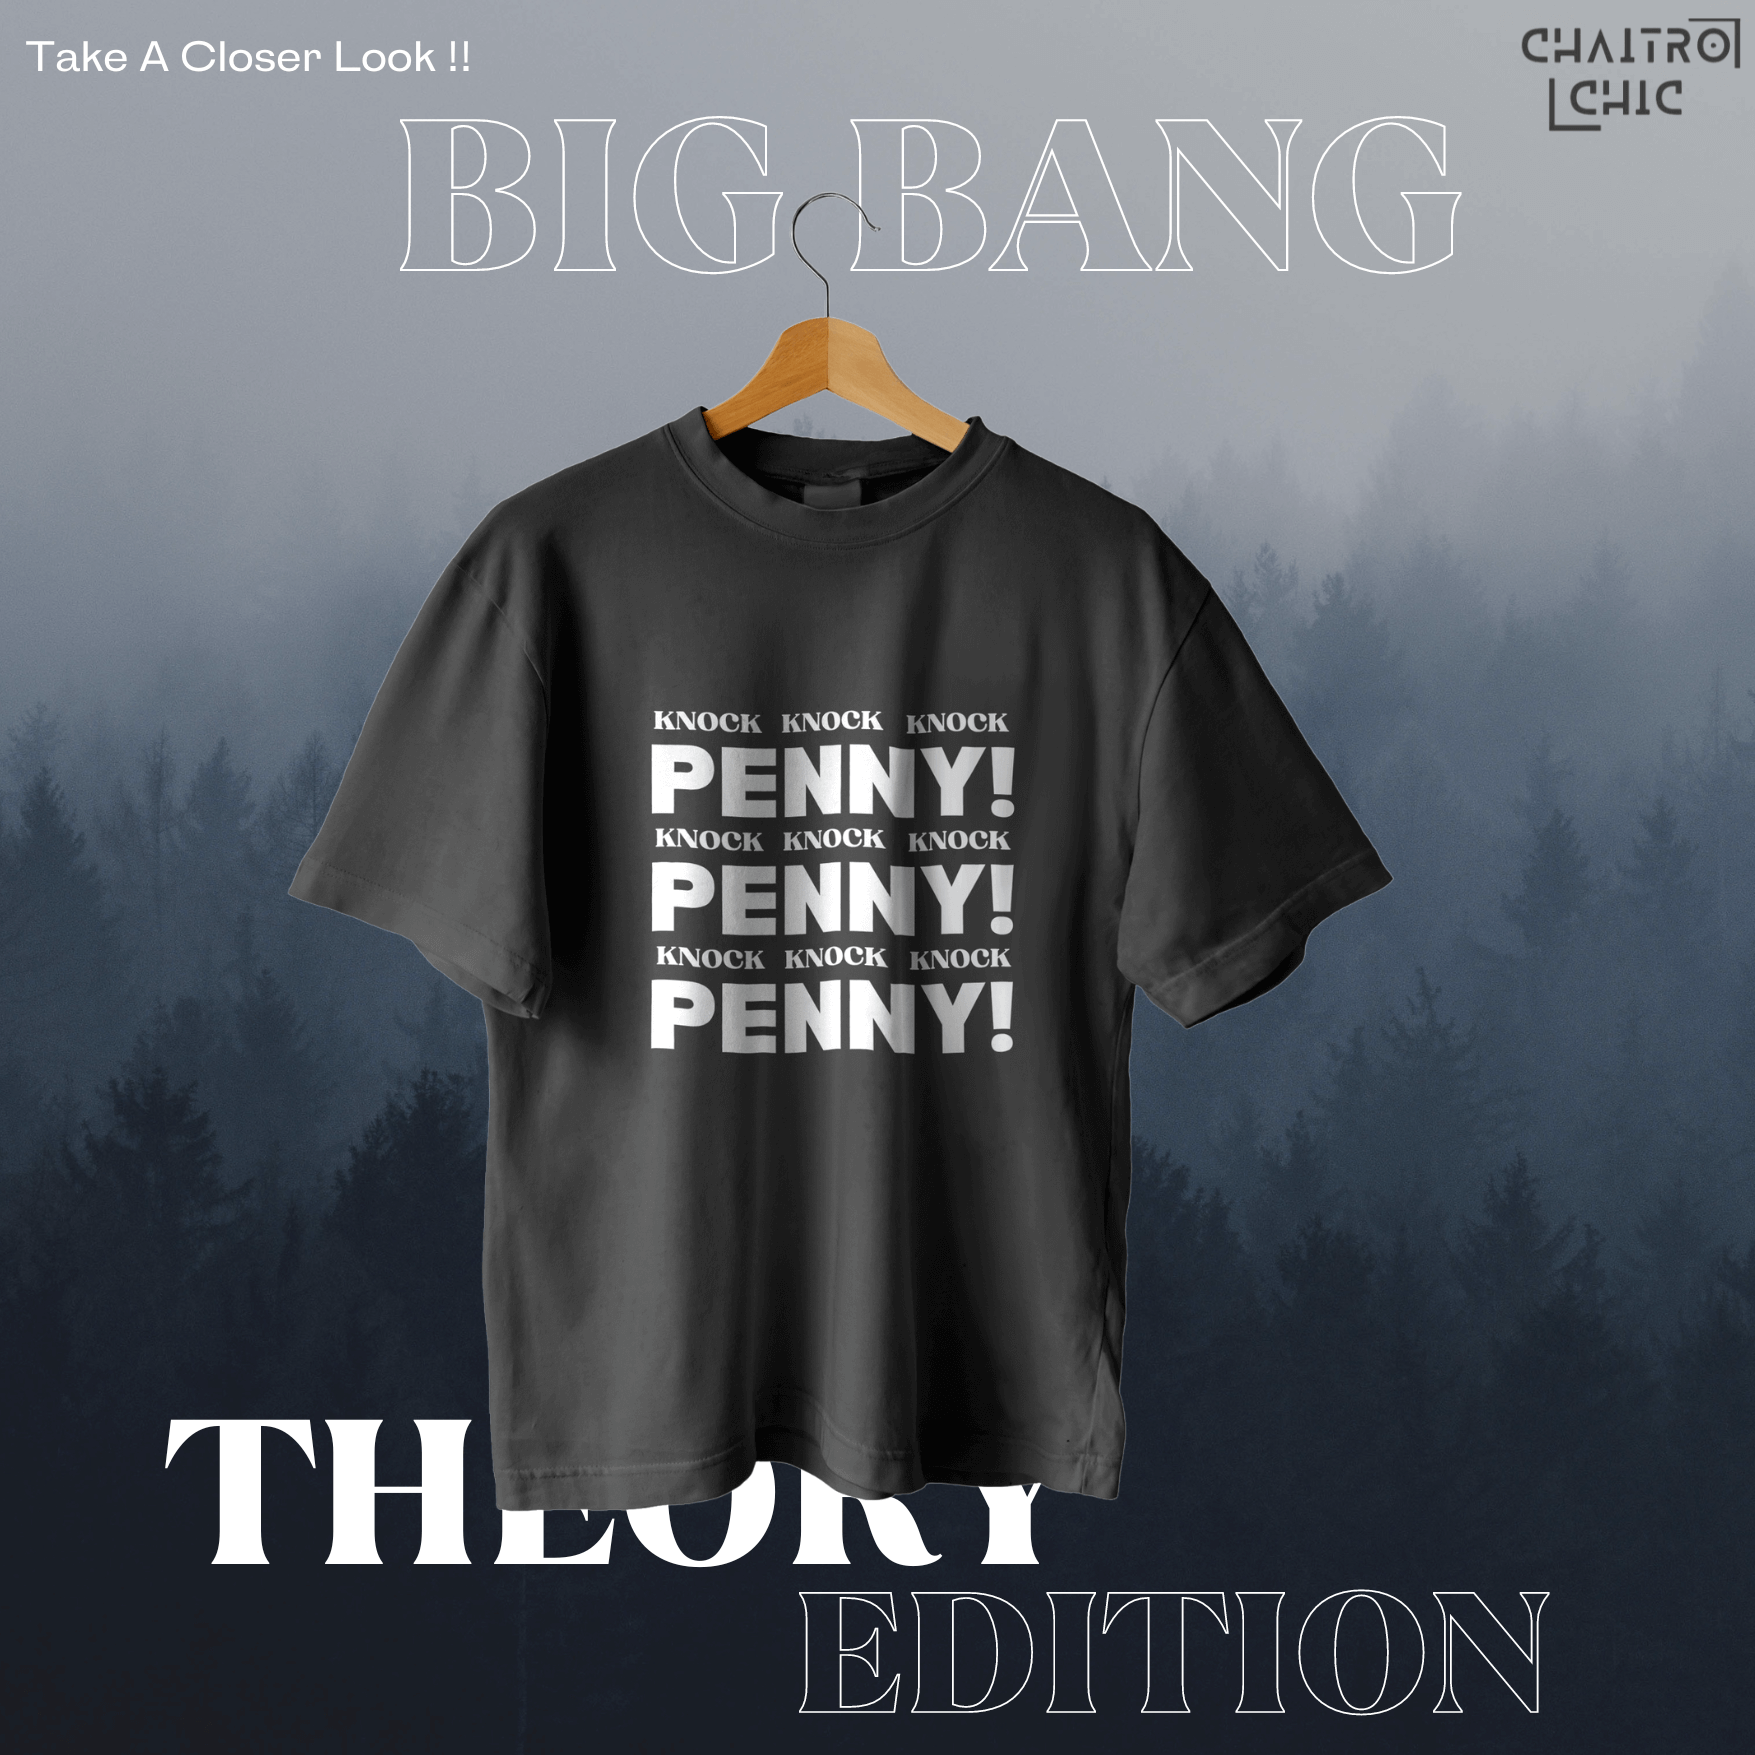 Take A Closer Look !!
CHAITRO
CHIC
BIG BANG
KNOCK KNOCK KNOCK
PENNY!
KNOCK KNOCK KNOCK
PENNY!
KNOCK KNOCK KNOCK
PENNY!
THEORY
EDITION